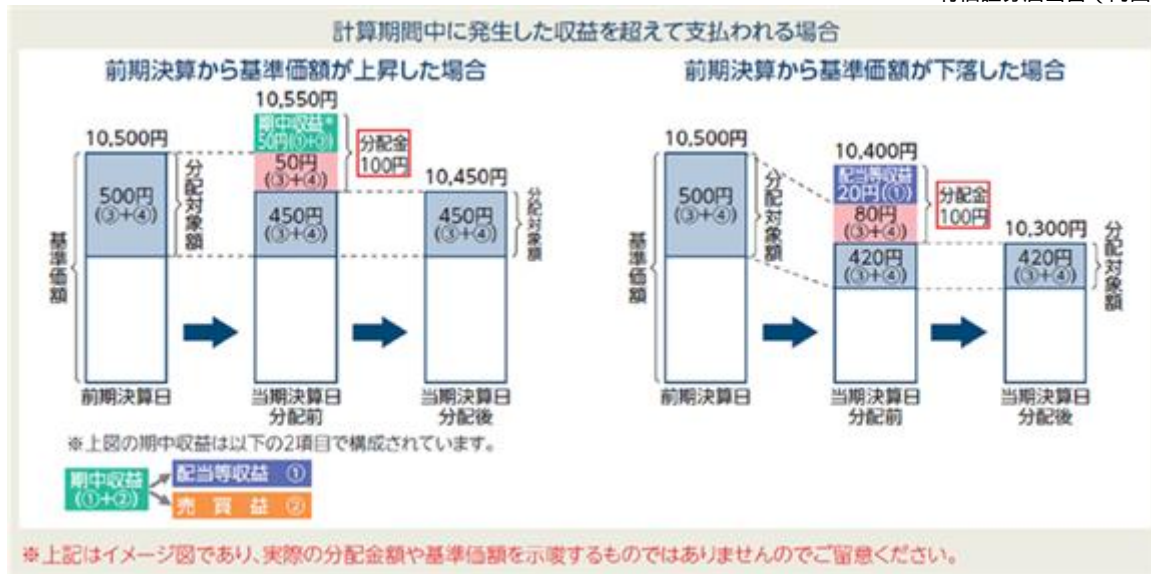 計算期間中に発生した収益を超えて支払われる場合
前期決算から基準価額が上昇した場合
10,550円
10,500円
期中収益※
50円(①+②)
分配金
100円
50円
(③+④)
10,450円
500円
(③+④)
450円
(③+④)
450円
(③+④)
分配対象額
分配対象額
基準価額
前期決算日
当期決算日
分配前
当期決算日
分配後
※上図の期中収益は以下の2項目で構成されています。
期中収益
(①+②)
配当等収益 ①
売買益 ②
前期決算から基準価額が下落した場合
10,500円
10,400円
配当等収益
20円(①)
分配金
100円
80円
(③+④)
10,300円
500円
(③+④)
420円
(③+④)
420円
(③+④)
分配対象額
分配対象額
基準価額
前期決算日
当期決算日
分配前
当期決算日
分配後
※上記はイメージ図であり、実際の分配金額や基準価額を示唆するものではありませんのでご留意ください。